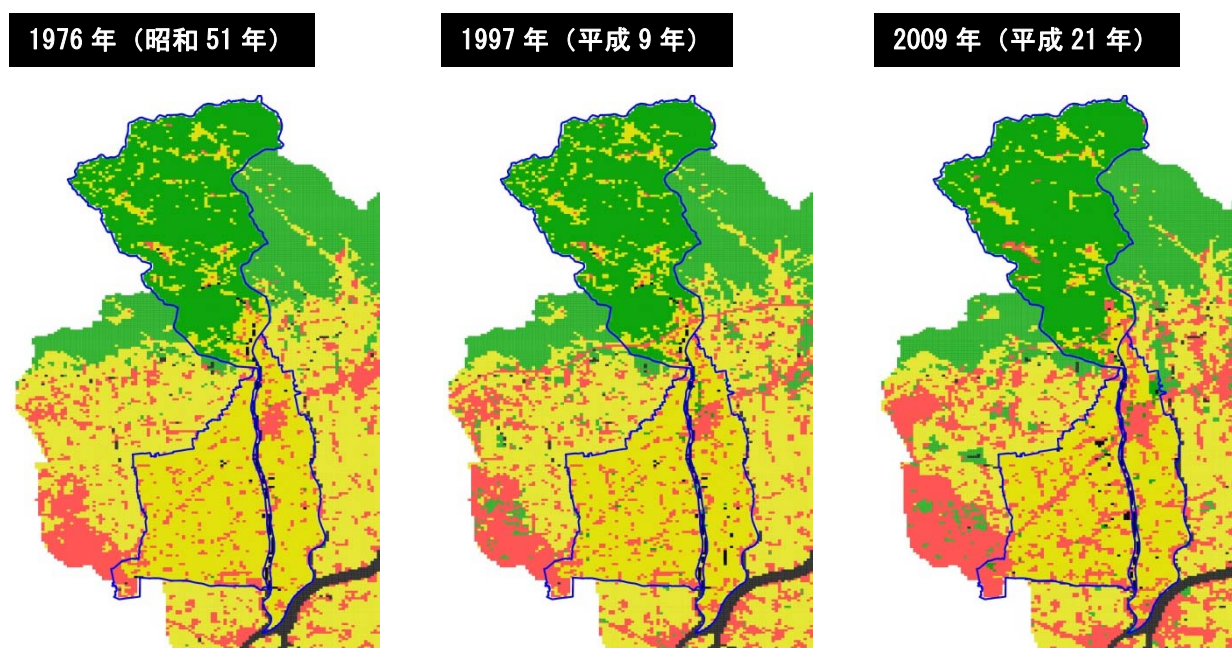 1976 年（昭和 51 年）
1997 年（平成 9 年）
2009 年（平成 21 年）